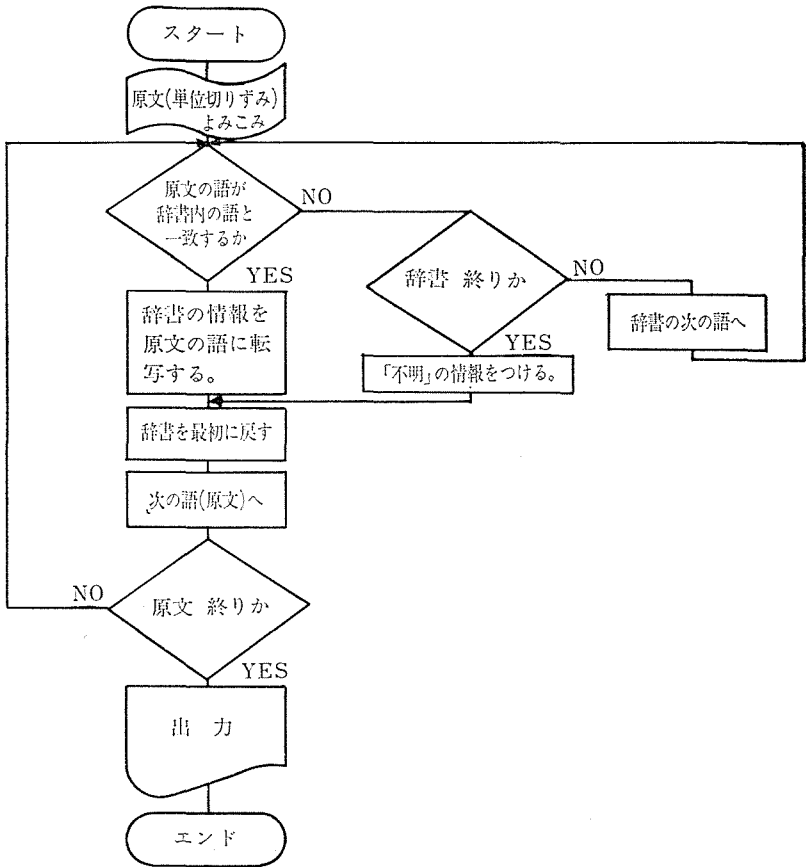 スタート
原文(単位切りずみ)
よみこみ
原文の語が
辞書内の語と
一致するか
NO
YES
辞書 終りか
NO
辞書の次の語へ
YES
「不明」の情報をつける。
辞書の情報を
原文の語に転
写する。
辞書を最初に戻す
次の語(原文)へ
原文 終りか
NO
YES
出 力
エンド